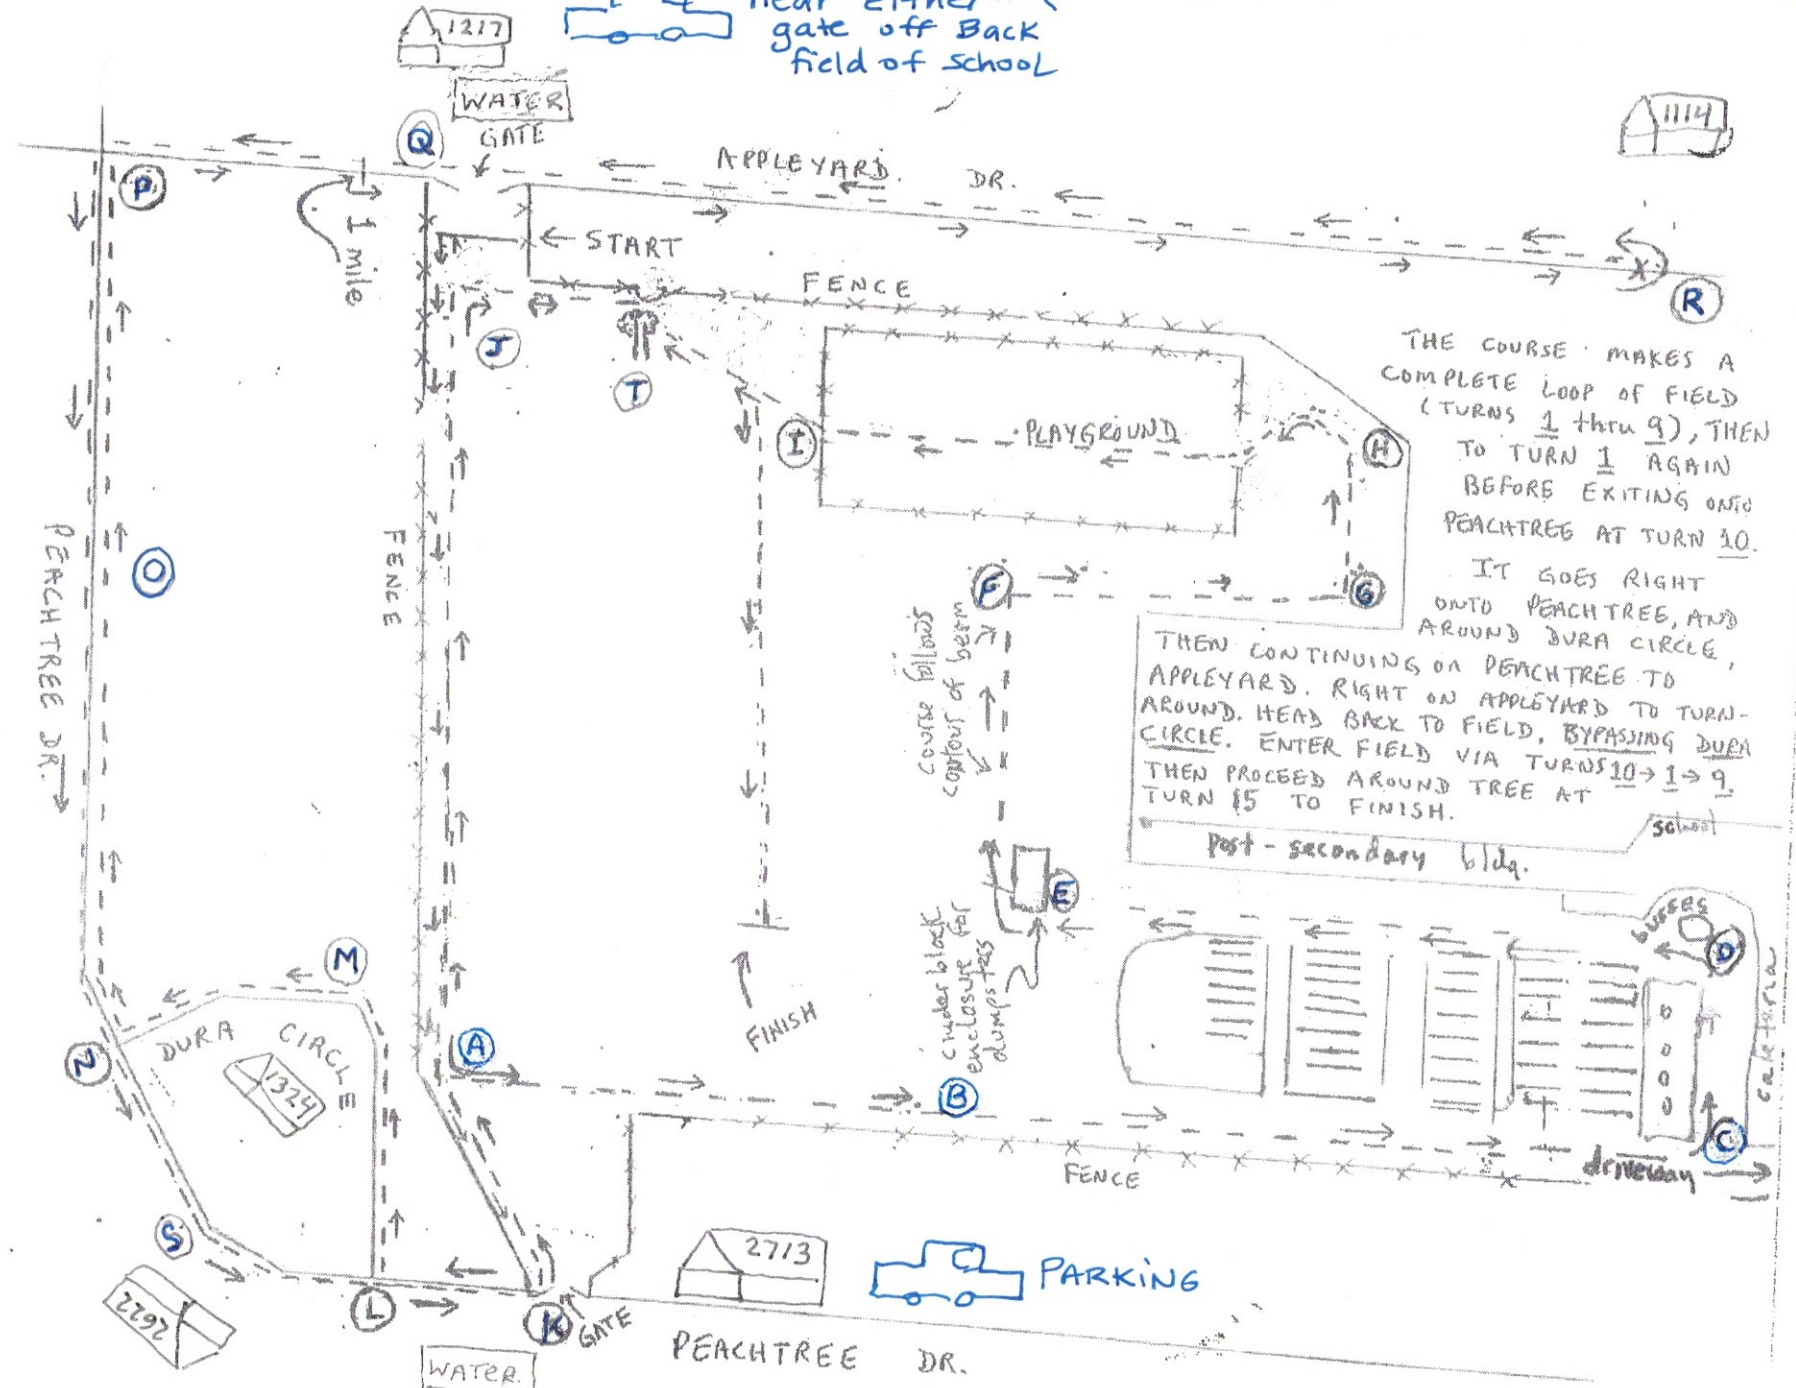 near Either
gate off Back
field of school
1217
WATER
GATE
1114
Q
APPLEYARD DR.
P
1 mile
START
R
FENCE
J
T
I
PLAYGROUND
H
THE COURSE MAKES A
COMPLETE LOOP OF FIELD
(TURNS 1 thru 9), THEN
TO TURN 1 AGAIN
BEFORE EXITING ONTO
PEACHTREE AT TURN 10.
IT GOES RIGHT
ONTO PEACHTREE, AND
AROUND DURA CIRCLE,
THEN CONTINUING ON PEACHTREE TO
APPLEYARD. RIGHT ON APPLEYARD TO TURN-
AROUND. HEAD BACK TO FIELD, BYPASSING DURA
CIRCLE. ENTER FIELD VIA TURNS 10→1→9.
THEN PROCEED AROUND TREE AT
TURN 15 TO FINISH.
PEACHTREE DR.
O
FENCE
F
G
course follows
contour of berm
school
Post-secondary bldg.
E
cinder block
enclosure for
dumpsters
busses
D
cafeteria
M
FINISH
N
DURA CIRCLE
1324
A
B
C
FENCE
driveway
S
2622
L
K
GATE
2713
PARKING
WATER
PEACHTREE DR.